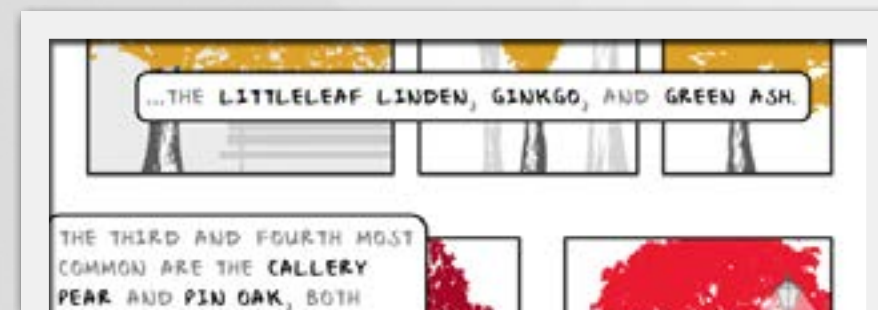 ...THE LITTLELEAF LINDEN, GINKGO, AND GREEN ASH.
THE THIRD AND FOURTH MOST
COMMON ARE THE CALLERY
PEAR AND PIN OAK, BOTH